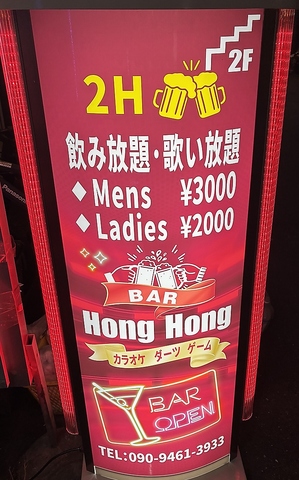 2F
2H
飲み放題・歌い放題
◆Mens ¥3000
◆Ladies ¥2000
BAR
Hong Hong
カラオケ ダーツ ゲーム
BAR
OPEN
TEL:090-9461-3933